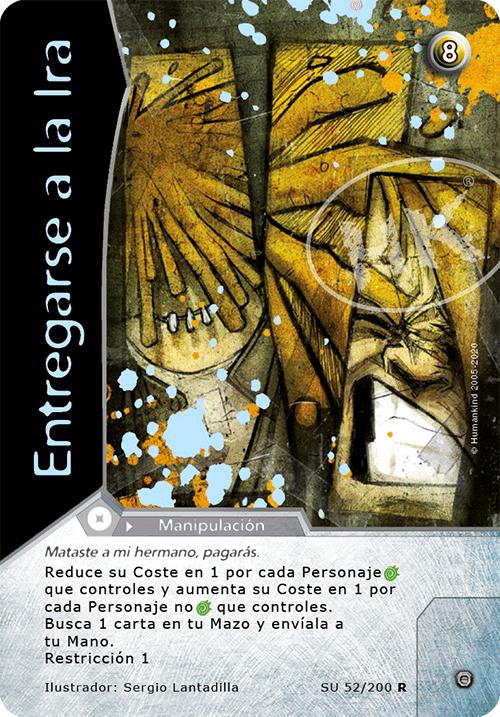 Entregarse a la Ira
8
HK®
© Humankind 2005-2020
Manipulación
Mataste a mi hermano, pagarás.
Reduce su Coste en 1 por cada Personaje
que controles y aumenta su Coste en 1 por
cada Personaje no que controles.
Busca 1 carta en tu Mazo y envíala a
tu Mano.
Restricción 1
Ilustrador: Sergio Lantadilla
SU 52/200 R